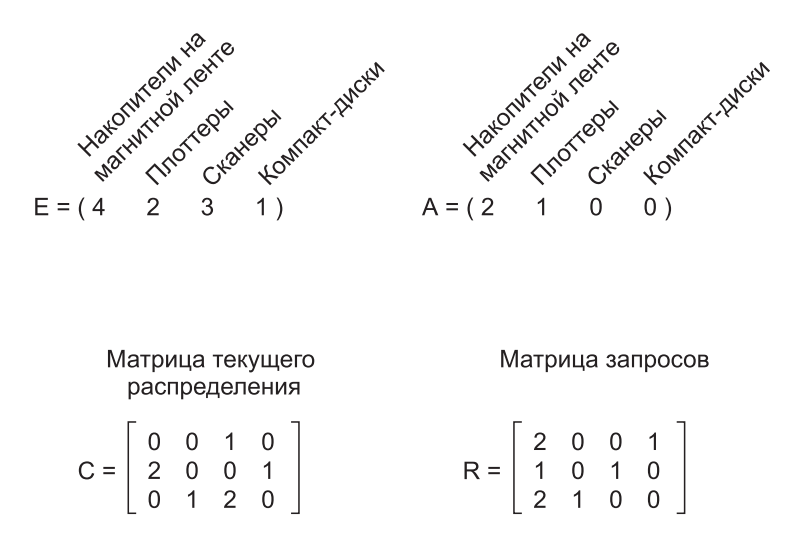 Накопители на
магнитной ленте
Плоттеры
Сканеры
Компакт-диски
E = ( 4 2 3 1 )
Накопители на
магнитной ленте
Плоттеры
Сканеры
Компакт-диски
A = ( 2 1 0 0 )
Матрица текущего
распределения
C =
0 0 1 0
2 0 0 1
0 1 2 0
Матрица запросов
R =
2 0 0 1
1 0 1 0
2 1 0 0